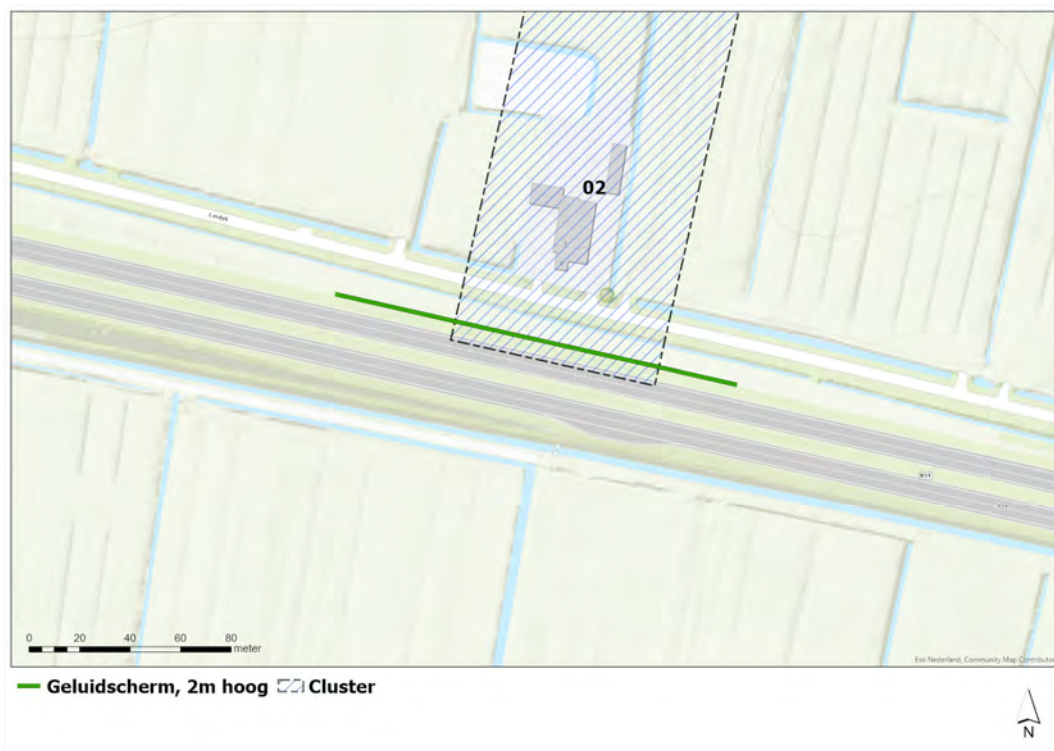 02
0 20 40 60 80
meter
Esri Nederland, Community Map Contributors
Geluidscherm, 2m hoog Cluster
N